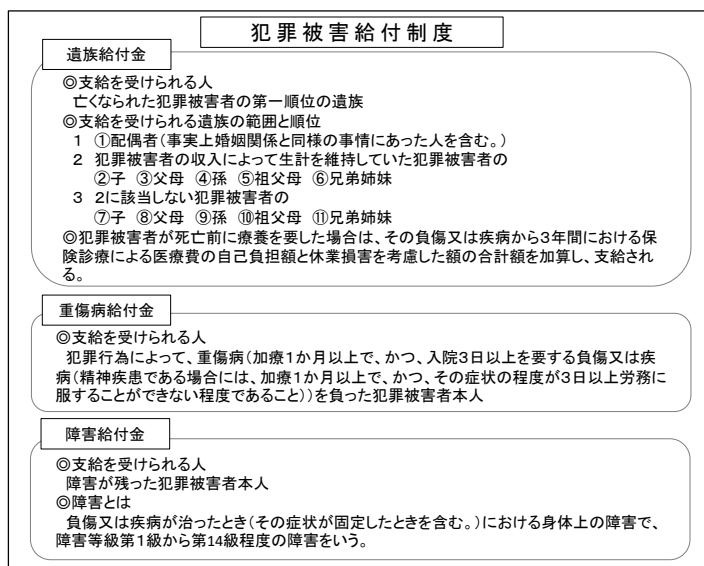 犯罪被害給付制度
遺族給付金
◎支給を受けられる人
亡くなられた犯罪被害者の第一順位の遺族
◎支給を受けられる遺族の範囲と順位
1 ①配偶者(事実上婚姻関係と同様の事情にあった人を含む。)
2 犯罪被害者の収入によって生計を維持していた犯罪被害者の
②子 ③父母 ④孫 ⑤祖父母 ⑥兄弟姉妹
3 2に該当しない犯罪被害者の
⑦子 ⑧父母 ⑨孫 ⑩祖父母 ⑪兄弟姉妹
◎犯罪被害者が死亡前に療養を要した場合は、その負傷又は疾病から3年間における保
険診療による医療費の自己負担額と休業損害を考慮した額の合計額を加算し、支給され
る。
重傷病給付金
◎支給を受けられる人
犯罪行為によって、重傷病(加療1か月以上で、かつ、入院3日以上を要する負傷又は疾
病(精神疾患である場合には、加療1か月以上で、かつ、その症状の程度が3日以上労務に
服することができない程度であること))を負った犯罪被害者本人
障害給付金
◎支給を受けられる人
障害が残った犯罪被害者本人
◎障害とは
負傷又は疾病が治ったとき(その症状が固定したときを含む。)における身体上の障害で、
障害等級第1級から第14級程度の障害をいう。